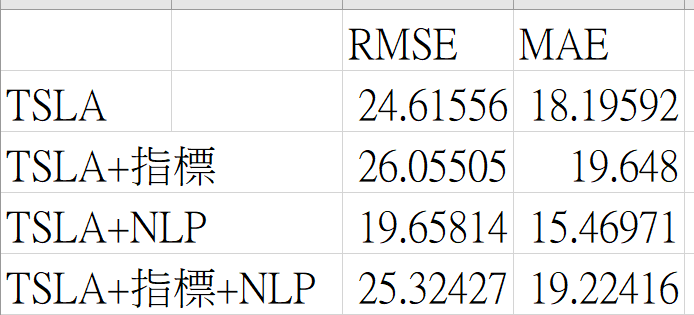 RMSE MAE
TSLA 24.61556 18.19592
TSLA+指標 26.05505 19.648
TSLA+NLP 19.65814 15.46971
TSLA+指標+NLP 25.32427 19.22416